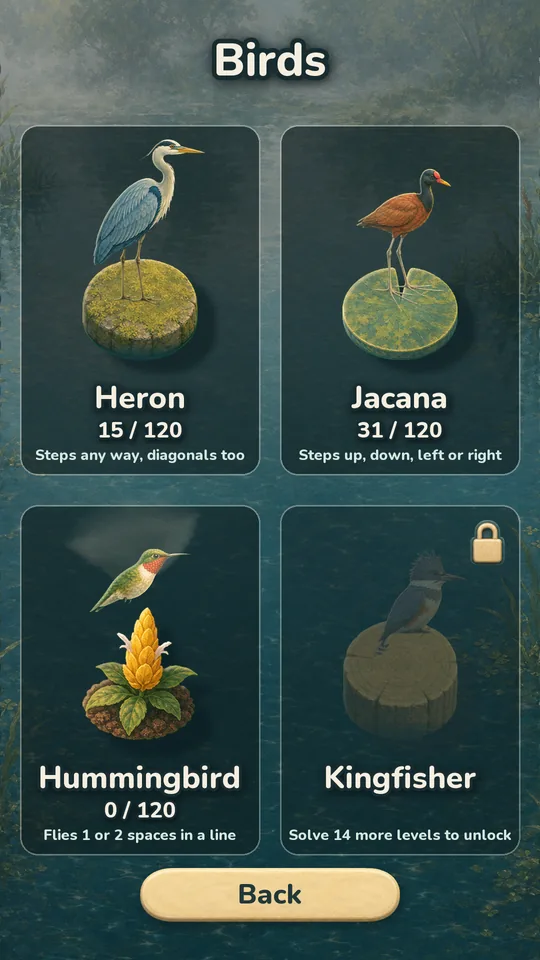 Birds
Heron
15 / 120
Steps any way, diagonals too
Jacana
31 / 120
Steps up, down, left or right
Hummingbird
0 / 120
Flies 1 or 2 spaces in a line
Kingfisher
Solve 14 more levels to unlock
Back